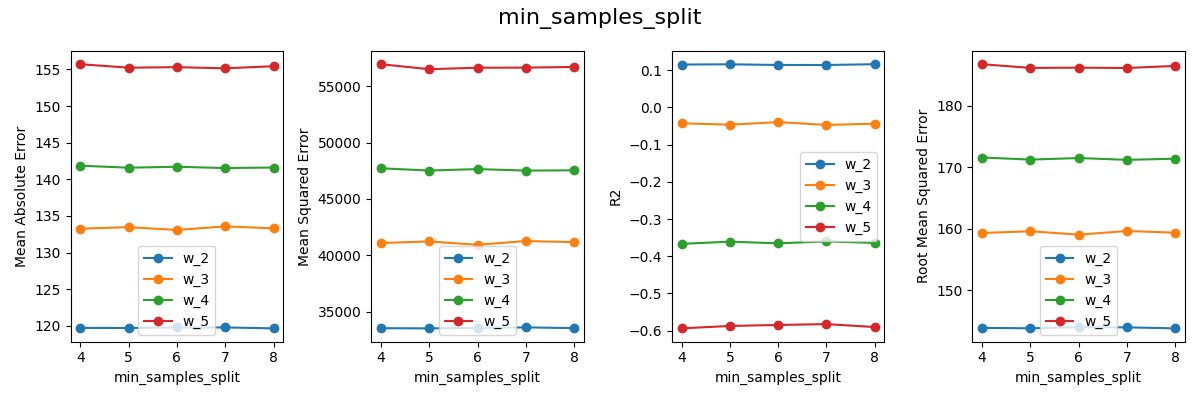 min_samples_split
Mean Absolute Error
155
150
145
140
135
130
125
120
4 5 6 7 8
min_samples_split
w_2
w_3
w_4
w_5
Mean Squared Error
55000
50000
45000
40000
35000
4 5 6 7 8
min_samples_split
w_2
w_3
w_4
w_5
R2
0.1
0.0
−0.1
−0.2
−0.3
−0.4
−0.5
−0.6
4 5 6 7 8
min_samples_split
w_2
w_3
w_4
w_5
Root Mean Squared Error
180
170
160
150
4 5 6 7 8
min_samples_split
w_2
w_3
w_4
w_5